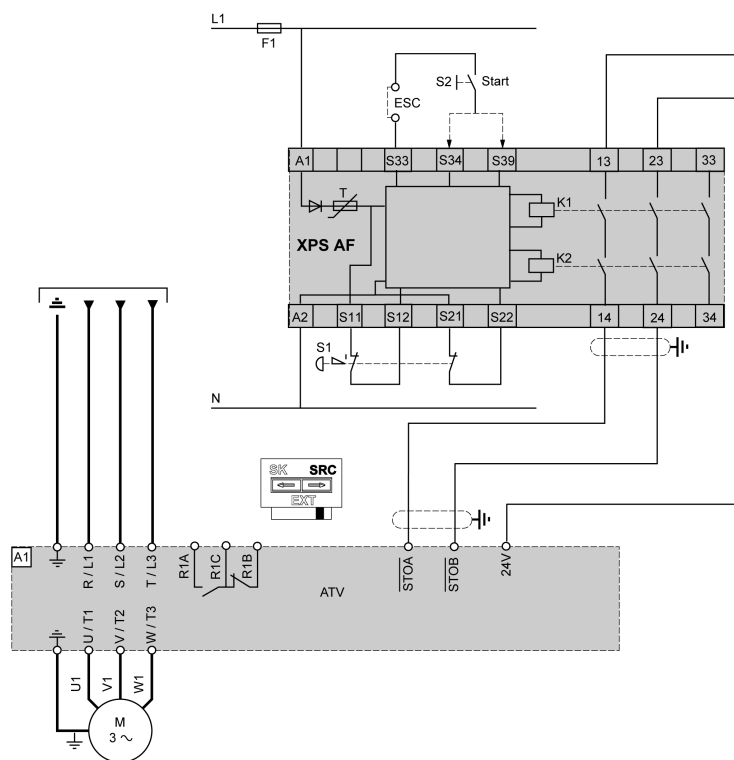 L1
F1
S2 Start
ESC
A1 S33 S34 S39 13 23 33
T
K1
XPS AF
K2
A2 S11 S12 S21 S22 14 24 34
S1
N
SK SRC
EXT
A1 R / L1 S / L2 T / L3 R1A R1C R1B STOA STOB 24V
ATV
U / T1 V / T2 W / T3
U1 V1 W1
M
3 ~